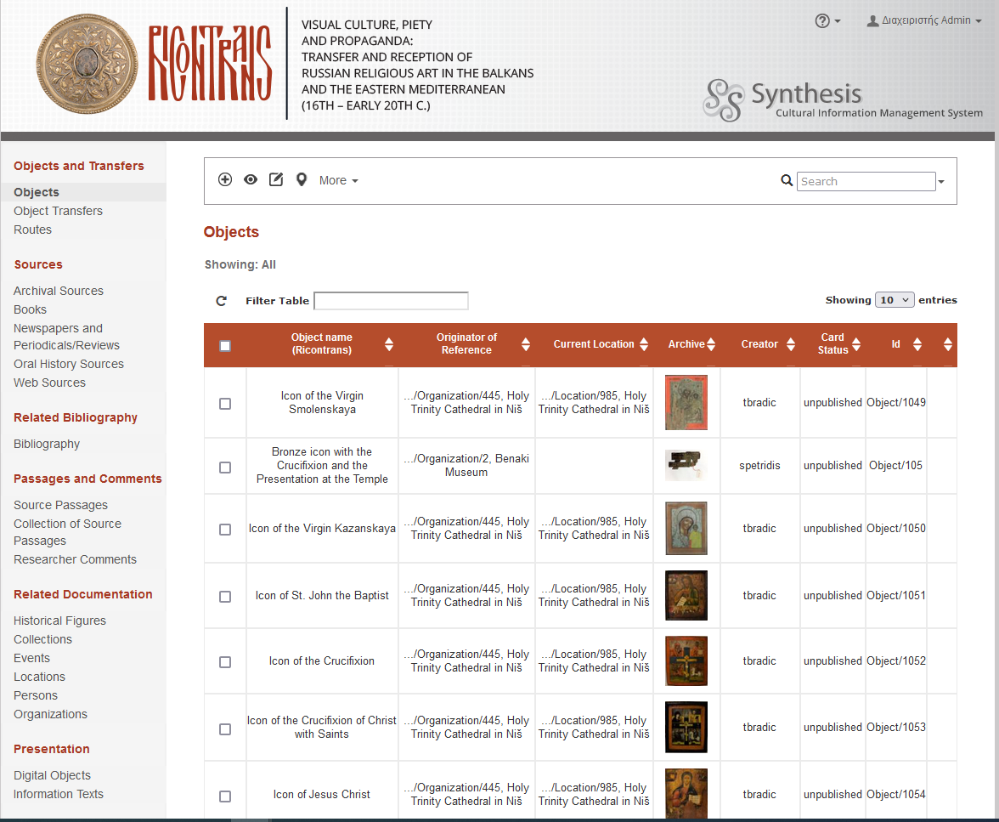 RICONTRANS
VISUAL CULTURE, PIETY
AND PROPAGANDA:
TRANSFER AND RECEPTION OF
RUSSIAN RELIGIOUS ART IN THE BALKANS
AND THE EASTERN MEDITERRANEAN
(16TH – EARLY 20TH C.)
Διαχειριστής Admin
Synthesis
Cultural Information Management System
Objects and Transfers
Objects
Object Transfers
Routes
Sources
Archival Sources
Books
Newspapers and
Periodicals/Reviews
Oral History Sources
Web Sources
Related Bibliography
Bibliography
Passages and Comments
Source Passages
Collection of Source
Passages
Researcher Comments
Related Documentation
Historical Figures
Collections
Events
Locations
Persons
Organizations
Presentation
Digital Objects
Information Texts
More
Search
Objects
Showing: All
Filter Table
Showing 10 entries
Object name
(Ricontrans)
Originator of
Reference
Current Location
Archive
Creator
Card
Status
Id
Icon of the Virgin
Smolenskaya
.../Organization/445, Holy
Trinity Cathedral in Niš
.../Location/985, Holy
Trinity Cathedral in Niš
tbradic
unpublished
Object/1049
Bronze icon with the
Crucifixion and the
Presentation at the Temple
.../Organization/2, Benaki
Museum
spetridis
unpublished
Object/105
Icon of the Virgin Kazanskaya
.../Organization/445, Holy
Trinity Cathedral in Niš
.../Location/985, Holy
Trinity Cathedral in Niš
tbradic
unpublished
Object/1050
Icon of St. John the Baptist
.../Organization/445, Holy
Trinity Cathedral in Niš
.../Location/985, Holy
Trinity Cathedral in Niš
tbradic
unpublished
Object/1051
Icon of the Crucifixion
.../Organization/445, Holy
Trinity Cathedral in Niš
.../Location/985, Holy
Trinity Cathedral in Niš
tbradic
unpublished
Object/1052
Icon of the Crucifixion of Christ
with Saints
.../Organization/445, Holy
Trinity Cathedral in Niš
.../Location/985, Holy
Trinity Cathedral in Niš
tbradic
unpublished
Object/1053
Icon of Jesus Christ
.../Organization/445, Holy
Trinity Cathedral in Niš
.../Location/985, Holy
Trinity Cathedral in Niš
tbradic
unpublished
Object/1054